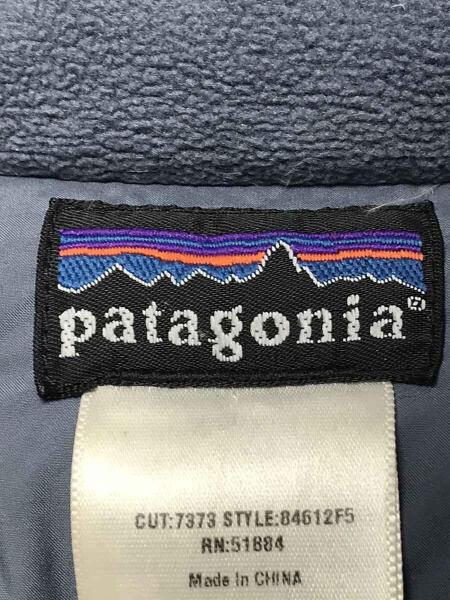 patagonia®
CUT:7373 STYLE:84612F5
RN:51884
Made in CHINA